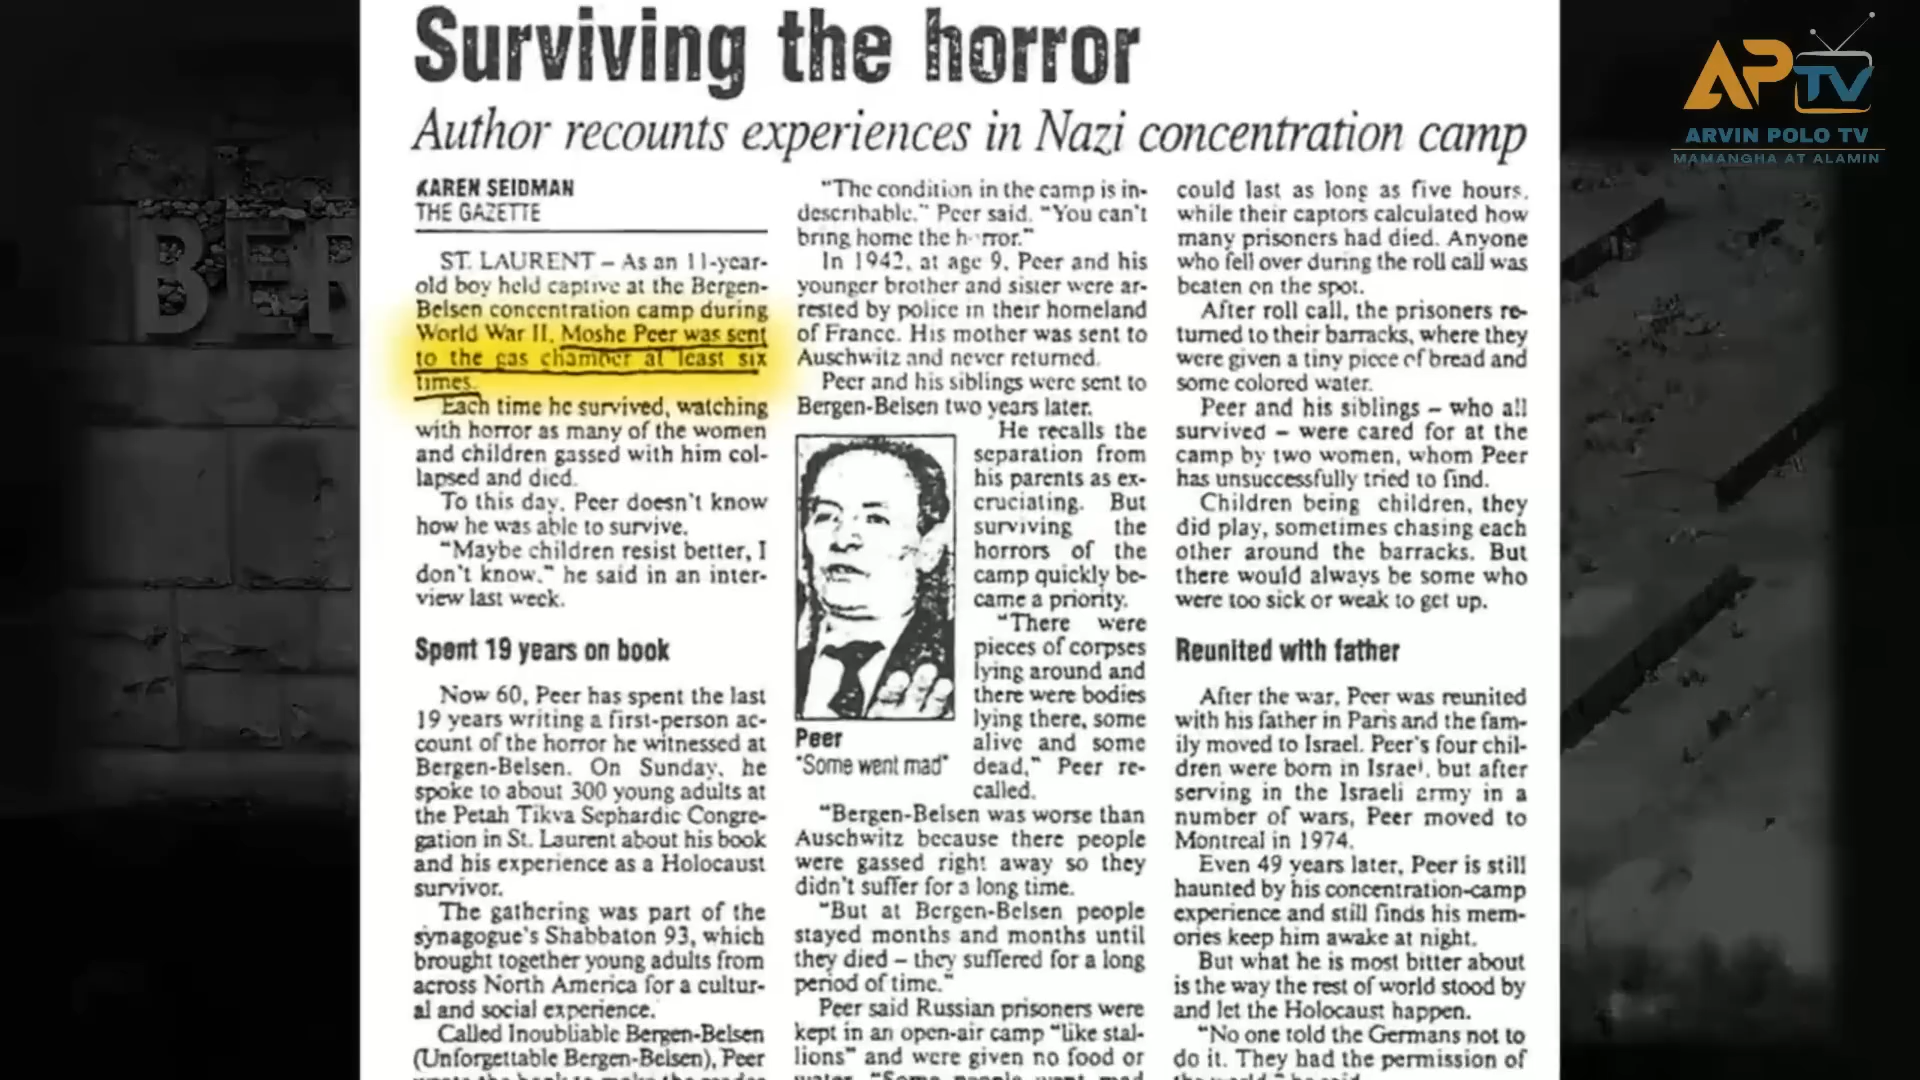 Surviving the horror
Author recounts experiences in Nazi concentration camp
KAREN SEIDMAN
THE GAZETTE
ST. LAURENT – As an 11-year-
old boy held captive at the Bergen-
Belsen concentration camp during
World War II, Moshe Peer was sent
to the gas chamber at least six
times.
Each time he survived, watching
with horror as many of the women
and children gassed with him col-
lapsed and died.
To this day, Peer doesn't know
how he was able to survive.
"Maybe children resist better, I
don't know," he said in an inter-
view last week.
Spent 19 years on book
Now 60, Peer has spent the last
19 years writing a first-person ac-
count of the horror he witnessed at
Bergen-Belsen. On Sunday, he
spoke to about 300 young adults at
the Petah Tikva Sephardic Congre-
gation in St. Laurent about his book
and his experience as a Holocaust
survivor.
The gathering was part of the
synagogue's Shabbaton 93, which
brought together young adults from
across North America for a cultur-
al and social experience.
Called Inoubliable Bergen-Belsen
(Unforgettable Bergen-Belsen), Peer
"The condition in the camp is in-
describable," Peer said. "You can't
bring home the horror."
In 1942, at age 9, Peer and his
younger brother and sister were ar-
rested by police in their homeland
of France. His mother was sent to
Auschwitz and never returned.
Peer and his siblings were sent to
Bergen-Belsen two years later.
He recalls the
separation from
his parents as ex-
cruciating. But
surviving the
horrors of the
camp quickly be-
came a priority.
"There were
pieces of corpses
lying around and
there were bodies
lying there, some
alive and some
dead," Peer re-
called.
Peer
"Some went mad"
"Bergen-Belsen was worse than
Auschwitz because there people
were gassed right away so they
didn't suffer for a long time.
"But at Bergen-Belsen people
stayed months and months until
they died – they suffered for a long
period of time."
Peer said Russian prisoners were
kept in an open-air camp "like stal-
lions" and were given no food or
water. "Some people went mad
could last as long as five hours,
while their captors calculated how
many prisoners had died. Anyone
who fell over during the roll call was
beaten on the spot.
After roll call, the prisoners re-
turned to their barracks, where they
were given a tiny piece of bread and
some colored water.
Peer and his siblings – who all
survived – were cared for at the
camp by two women, whom Peer
has unsuccessfully tried to find.
Children being children, they
did play, sometimes chasing each
other around the barracks. But
there would always be some who
were too sick or weak to get up.
Reunited with father
After the war, Peer was reunited
with his father in Paris and the fam-
ily moved to Israel. Peer's four chil-
dren were born in Israel, but after
serving in the Israeli army in a
number of wars, Peer moved to
Montreal in 1974.
Even 49 years later, Peer is still
haunted by his concentration-camp
experience and still finds his mem-
ories keep him awake at night.
But what he is most bitter about
is the way the rest of world stood by
and let the Holocaust happen.
"No one told the Germans not to
do it. They had the permission of
BER
APTV
ARVIN POLO TV
MAMANGHA AT ALAMIN